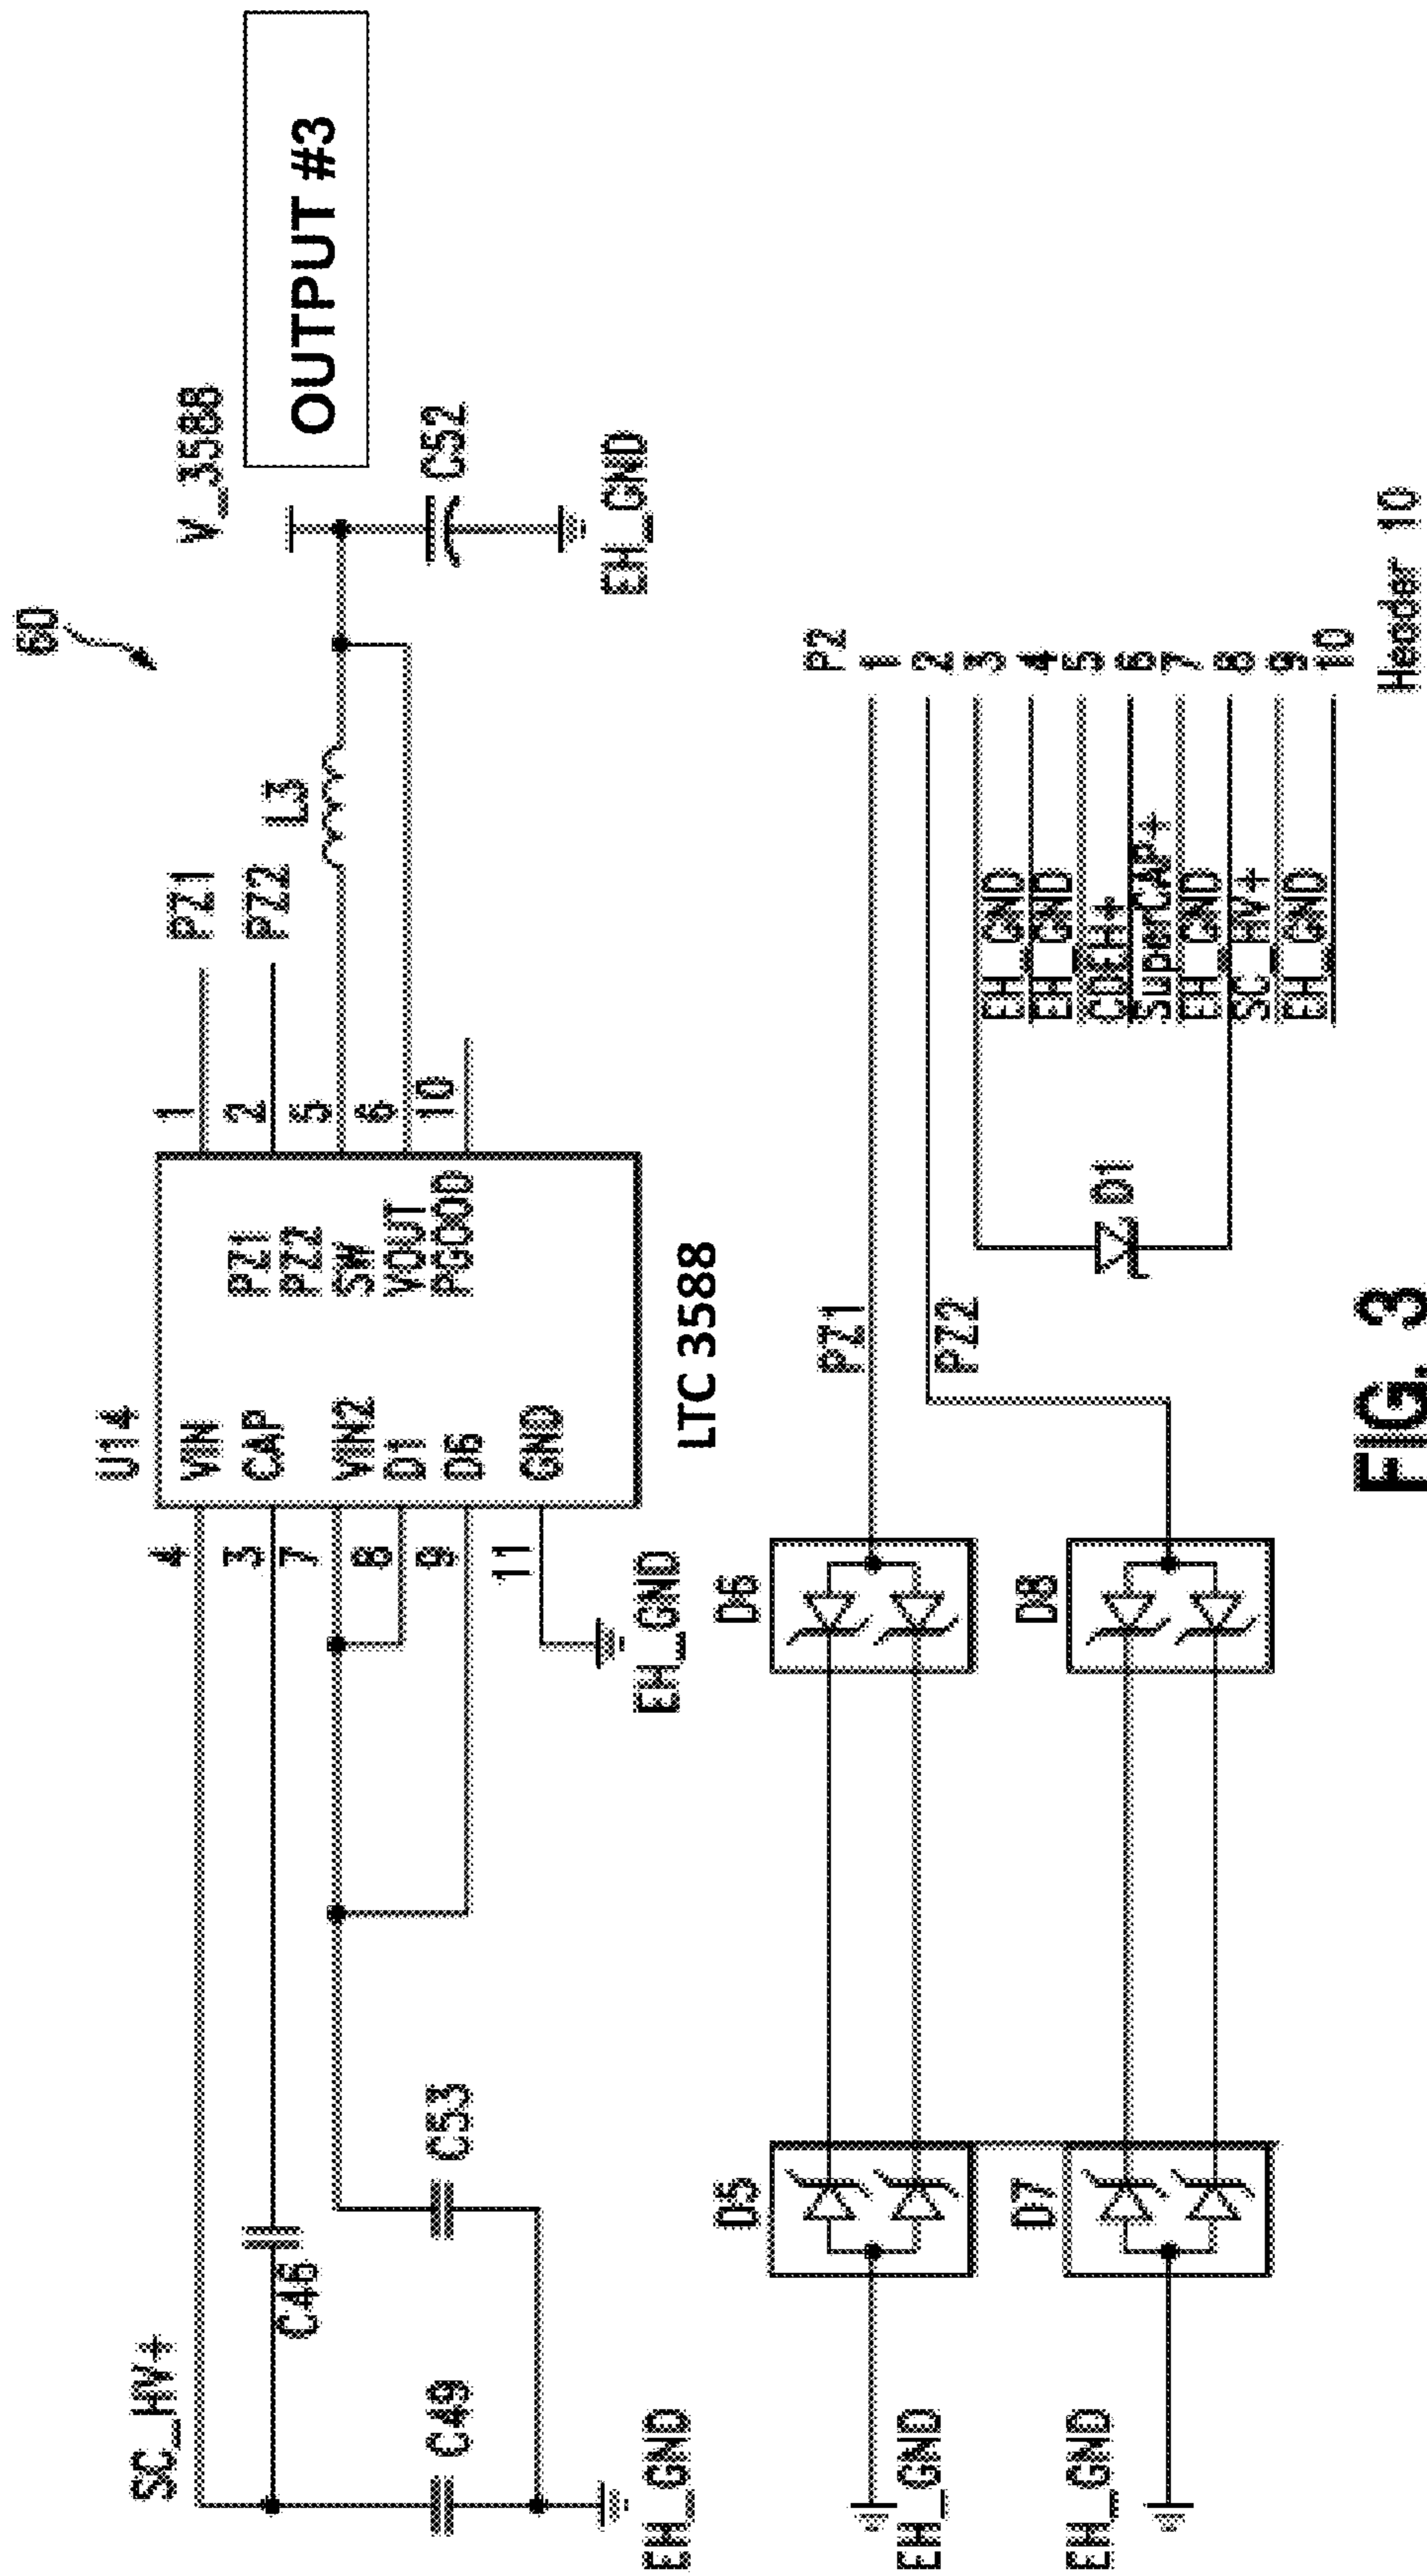 60
SC_HV+
C46
C49
C53
EH_GND
U14
4
3
7
8
9
11
VIN
CAP
VIN2
D1
D6
GND
PZ1
PZ2
SW
VOUT
PGOOD
1
2
5
6
10
EH_GND
LTC 3588
PZ1
PZ2
L3
V_3588
C52
EH_GND
OUTPUT #3
D5
D6
EH_GND
D7
D8
EH_GND
PZ1
PZ2
D1
EH_GND
EH_GND
CDEH+
SuperCAP+
EH_GND
SC_HV+
EH_GND
P2
1
2
3
4
5
6
7
8
9
10
Header 10
FIG. 3